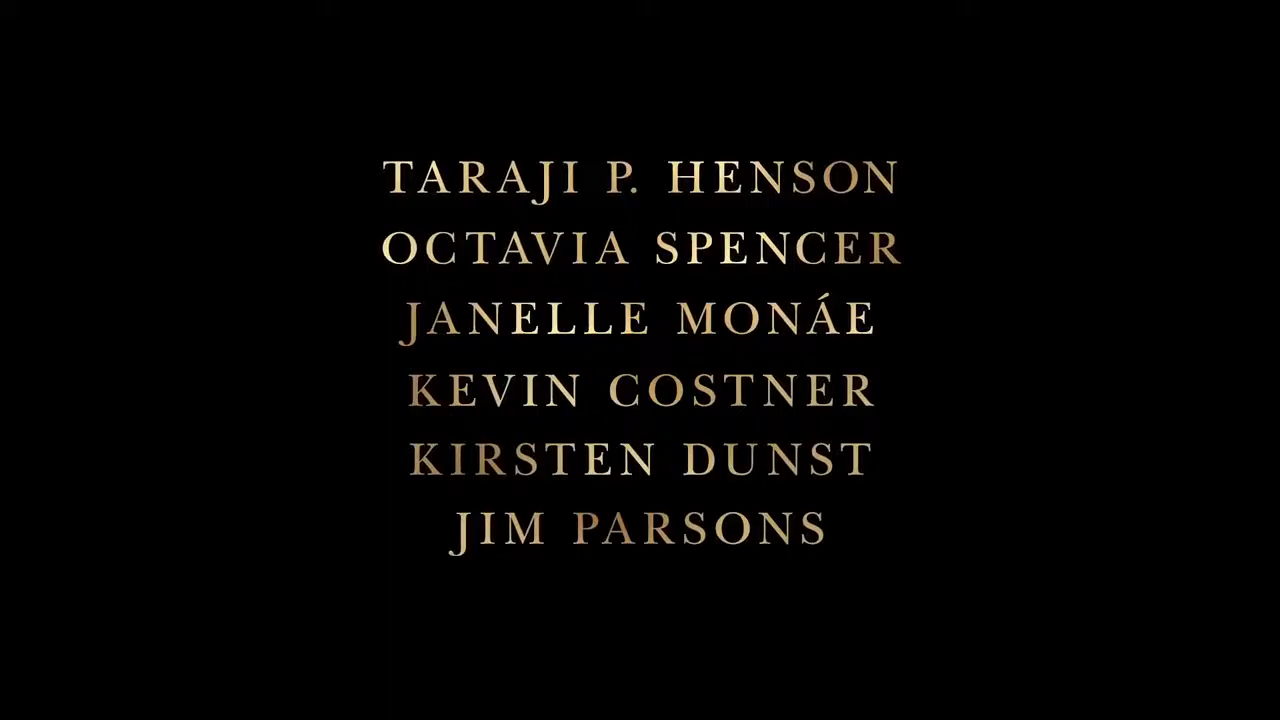 TARAJI P. HENSON
OCTAVIA SPENCER
JANELLE MONÁE
KEVIN COSTNER
KIRSTEN DUNST
JIM PARSONS